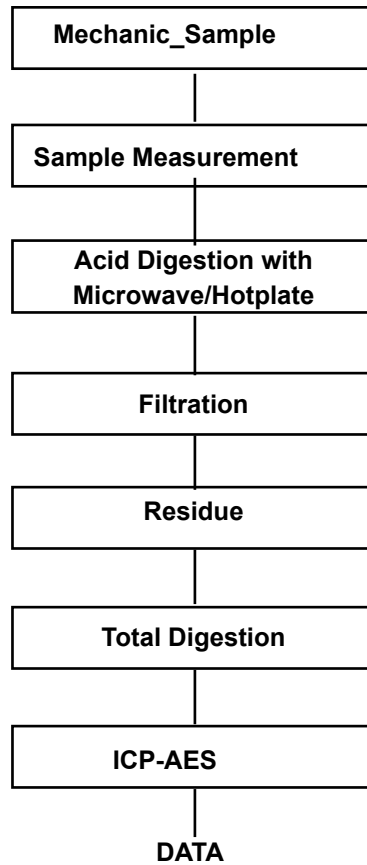 Mechanic_Sample
Sample Measurement
Acid Digestion with
Microwave/Hotplate
Filtration
Residue
Total Digestion
ICP-AES
DATA